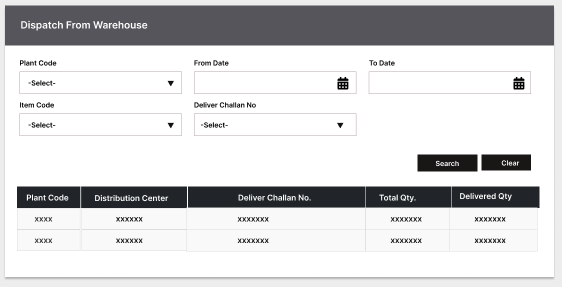 Dispatch From Warehouse
Plant Code From Date To Date
-Select-
Item Code Deliver Challan No
-Select- -Select-
Search Clear
Plant Code Distribution Center Deliver Challan No. Total Qty. Delivered Qty
xxxx xxxxxx xxxxxxx xxxxxxx xxxxxxx
xxxx xxxxxx xxxxxxx xxxxxxx xxxxxxx